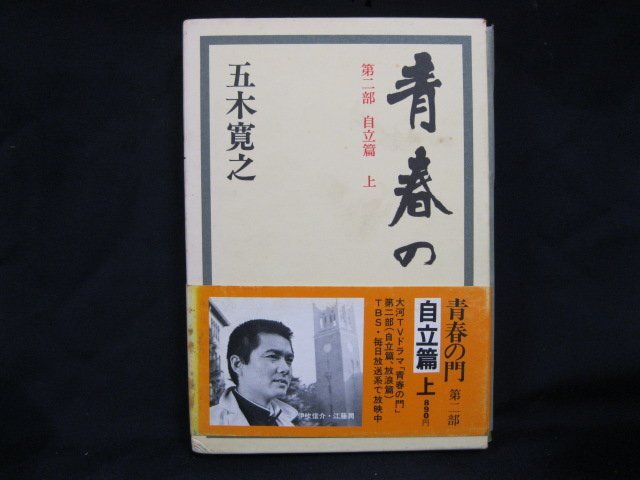 青春の
第二部 自立篇 上
五木寛之
青春の門 第二部
自立篇 上
890円
大河TVドラマ「青春の門」
第二部(自立篇、放浪篇)
TBS・毎日放送系で放映中
伊吹信介・江藤潤